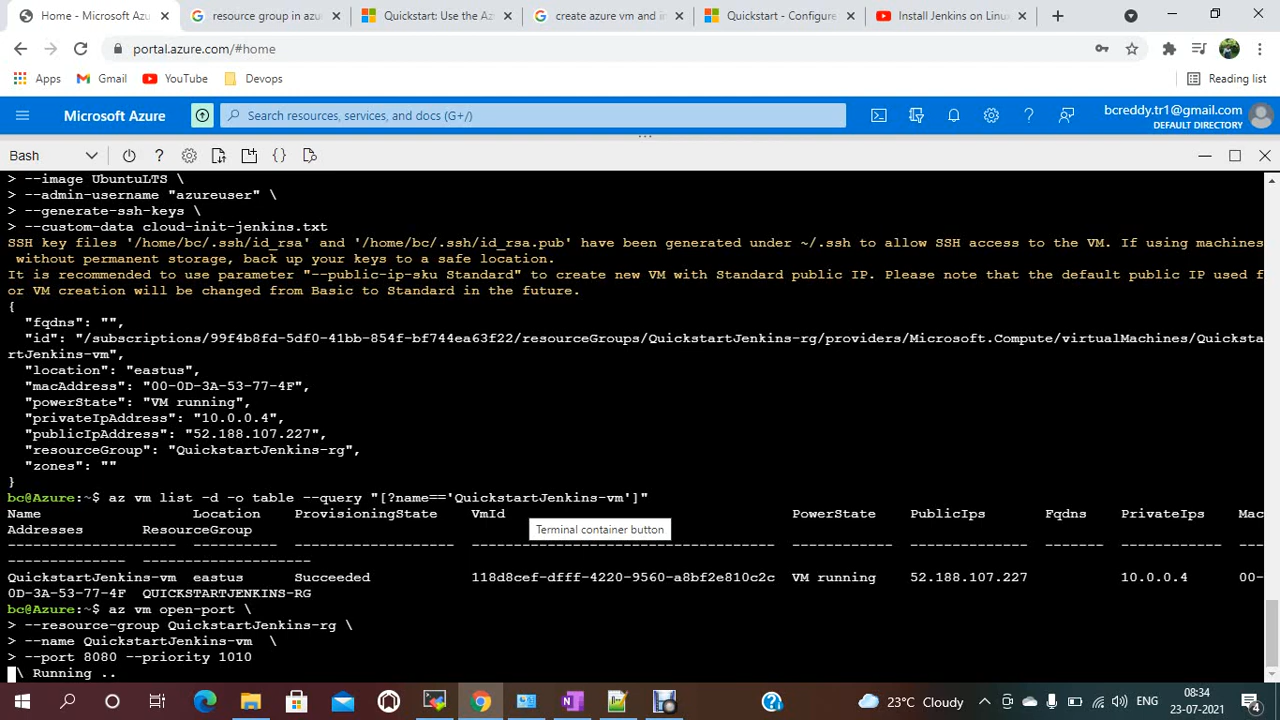 Home - Microsoft Azu
resource group in azu
Quickstart: Use the Az
create azure vm and i
Quickstart - Configure
Install Jenkins on Linu
portal.azure.com/#home
Apps
Gmail
YouTube
Devops
Reading list
Microsoft Azure
Search resources, services, and docs (G+/)
bcreddy.tr1@gmail.com
DEFAULT DIRECTORY
Bash
> --image UbuntuLTS \
> --admin-username "azureuser" \
> --generate-ssh-keys \
> --custom-data cloud-init-jenkins.txt
SSH key files '/home/bc/.ssh/id_rsa' and '/home/bc/.ssh/id_rsa.pub' have been generated under ~/.ssh to allow SSH access to the VM. If using machines
without permanent storage, back up your keys to a safe location.
It is recommended to use parameter "--public-ip-sku Standard" to create new VM with Standard public IP. Please note that the default public IP used f
or VM creation will be changed from Basic to Standard in the future.
{
"fqdns": "",
"id": "/subscriptions/99f4b8fd-5df0-41bb-854f-bf744ea63f22/resourceGroups/QuickstartJenkins-rg/providers/Microsoft.Compute/virtualMachines/Quicksta
rtJenkins-vm",
"location": "eastus",
"macAddress": "00-0D-3A-53-77-4F",
"powerState": "VM running",
"privateIpAddress": "10.0.0.4",
"publicIpAddress": "52.188.107.227",
"resourceGroup": "QuickstartJenkins-rg",
"zones": ""
}
bc@Azure:~$ az vm list -d -o table --query "[?name=='QuickstartJenkins-vm']"
Name Location ProvisioningState VmId PowerState PublicIps Fqdns PrivateIps Mac
Addresses ResourceGroup
Terminal container button
QuickstartJenkins-vm eastus Succeeded 118d8cef-dfff-4220-9560-a8bf2e810c2c VM running 52.188.107.227 10.0.0.4 00-
0D-3A-53-77-4F QUICKSTARTJENKINS-RG
bc@Azure:~$ az vm open-port \
> --resource-group QuickstartJenkins-rg \
> --name QuickstartJenkins-vm \
> --port 8080 --priority 1010
\ Running ..
23°C Cloudy
ENG
08:34
23-07-2021
4